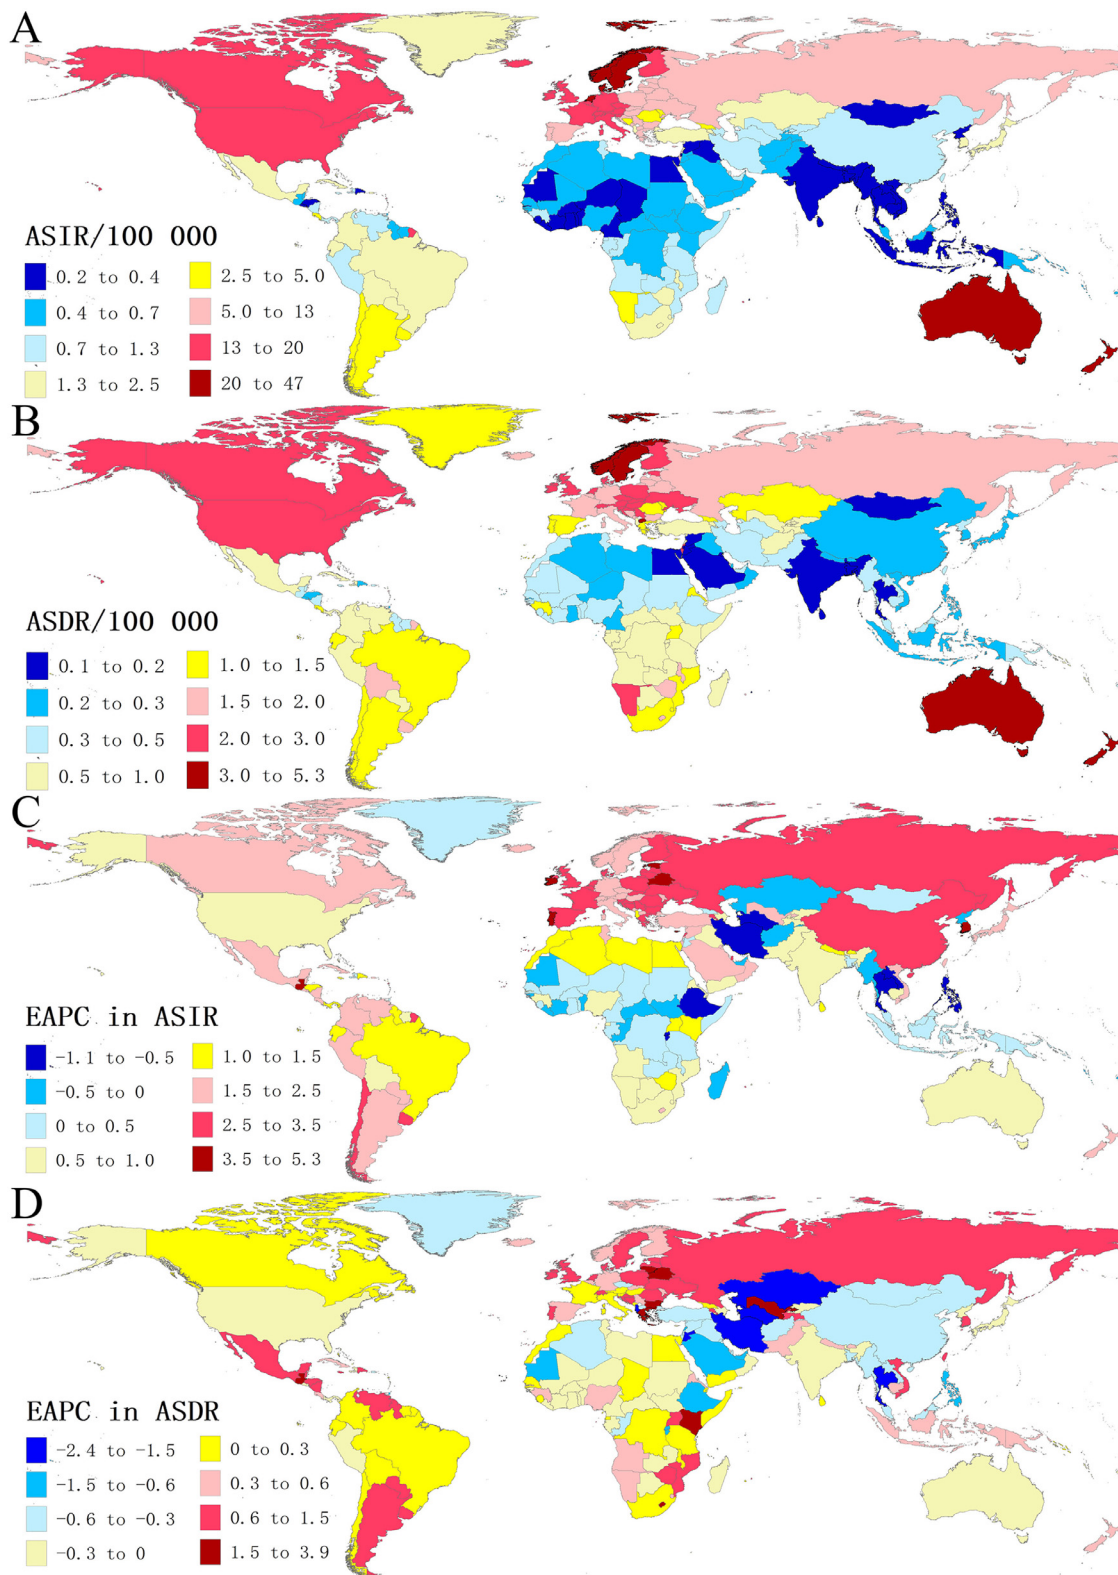 A
ASIR/100 000
0.2 to 0.4 2.5 to 5.0
0.4 to 0.7 5.0 to 13
0.7 to 1.3 13 to 20
1.3 to 2.5 20 to 47
B
ASDR/100 000
0.1 to 0.2 1.0 to 1.5
0.2 to 0.3 1.5 to 2.0
0.3 to 0.5 2.0 to 3.0
0.5 to 1.0 3.0 to 5.3
C
EAPC in ASIR
-1.1 to -0.5 1.0 to 1.5
-0.5 to 0 1.5 to 2.5
0 to 0.5 2.5 to 3.5
0.5 to 1.0 3.5 to 5.3
D
EAPC in ASDR
-2.4 to -1.5 0 to 0.3
-1.5 to -0.6 0.3 to 0.6
-0.6 to -0.3 0.6 to 1.5
-0.3 to 0 1.5 to 3.9